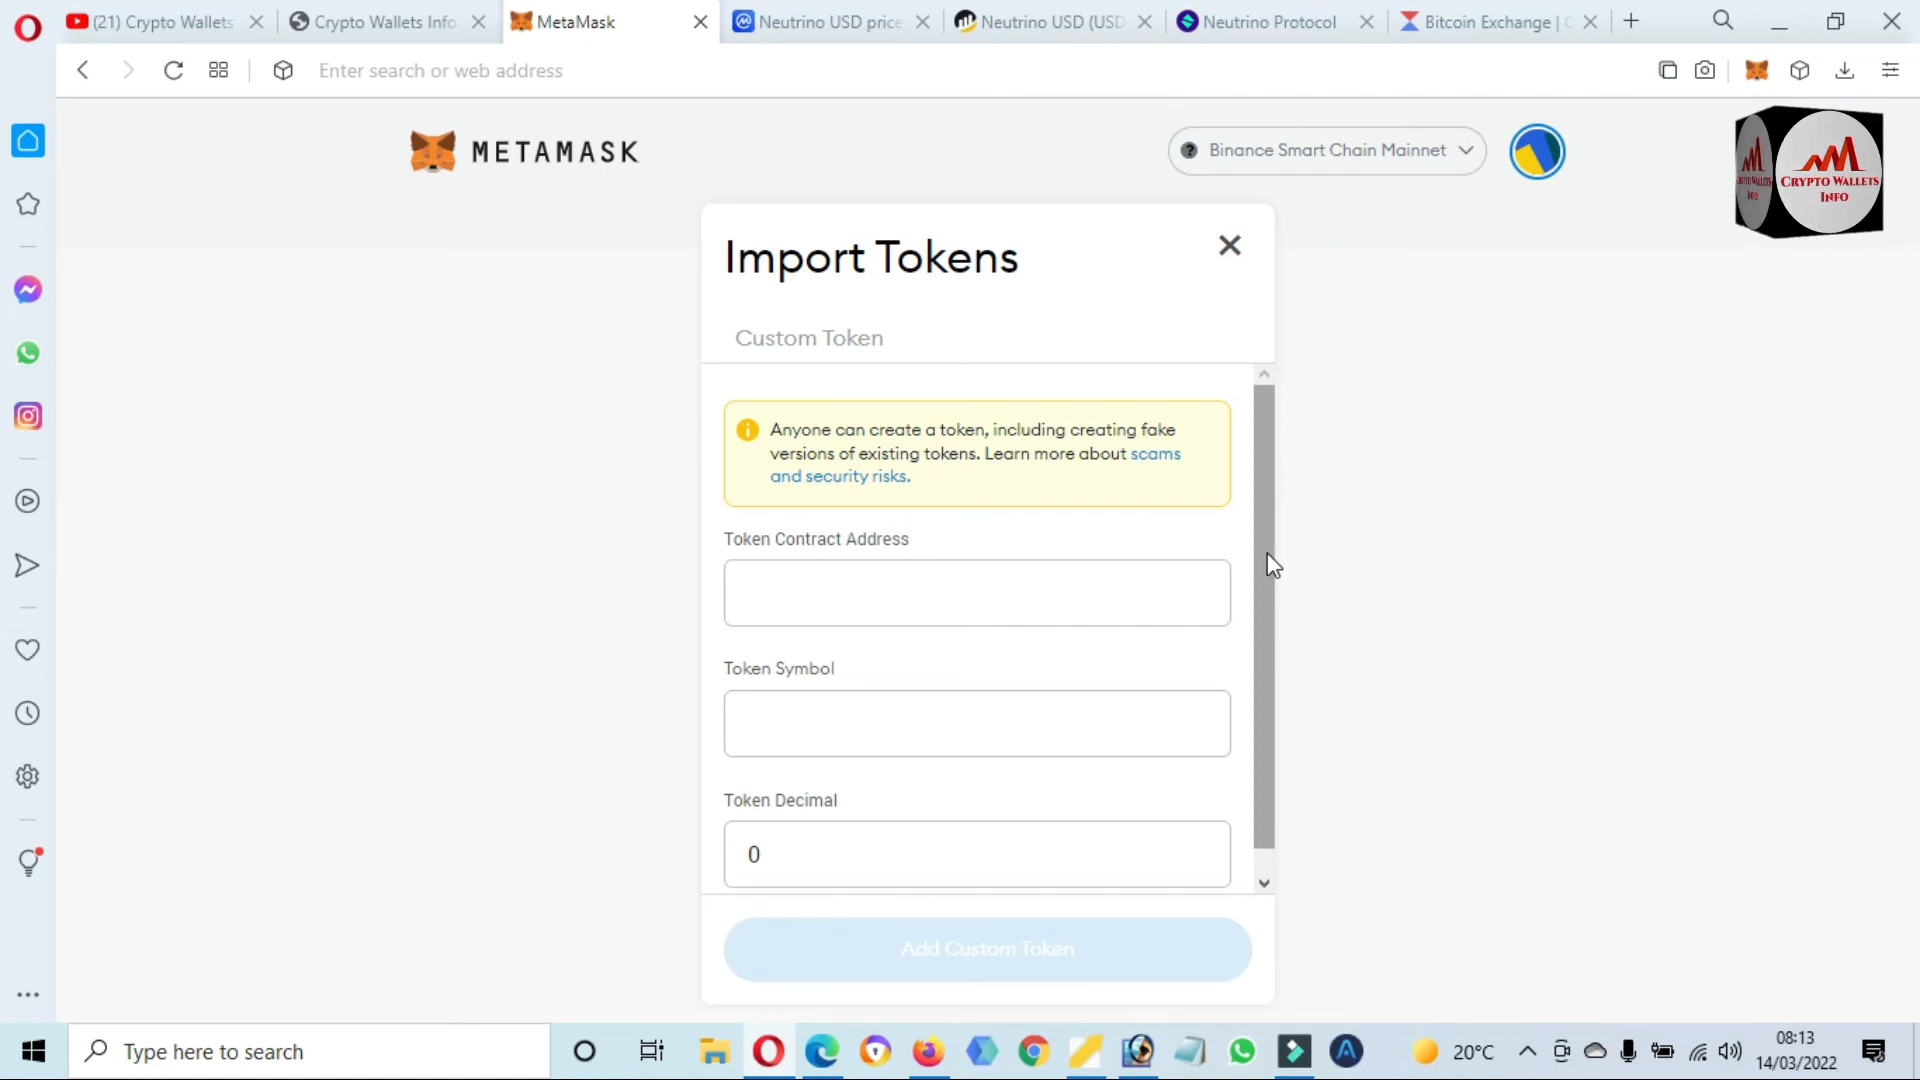 (21) Crypto Wallets
Crypto Wallets Info
MetaMask
Neutrino USD price
Neutrino USD (USD
Neutrino Protocol
Bitcoin Exchange | C
Enter search or web address
METAMASK
Binance Smart Chain Mainnet
CRYPTO WALLETS
INFO
CRYPTO WALLETS
INFO
Import Tokens
Custom Token
Anyone can create a token, including creating fake
versions of existing tokens. Learn more about scams
and security risks.
Token Contract Address
Token Symbol
Token Decimal
0
Add Custom Token
Type here to search
20°C
08:13
14/03/2022